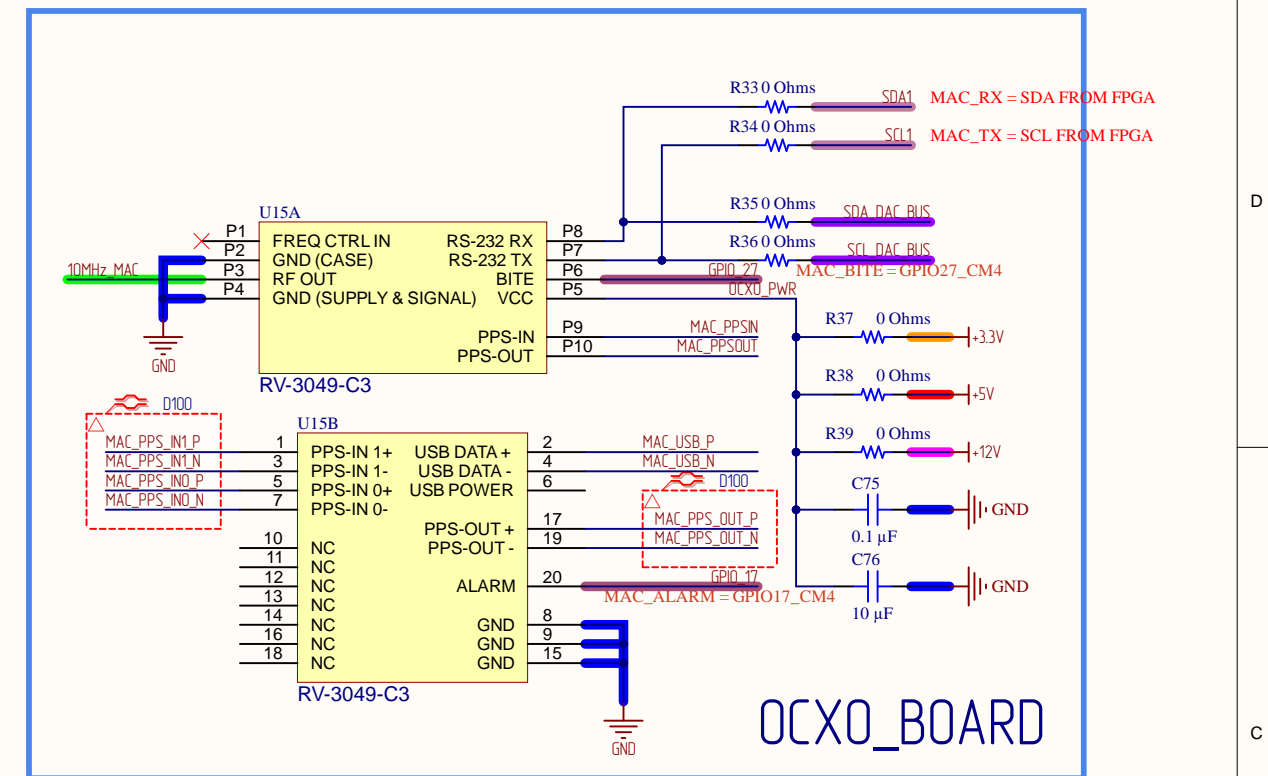 R33 0 Ohms
SDA1
MAC_RX = SDA FROM FPGA
R34 0 Ohms
SCL1
MAC_TX = SCL FROM FPGA
D
R35 0 Ohms
SDA_DAC_BUS
R36 0 Ohms
SCL_DAC_BUS
U15A
P1
FREQ CTRL IN
RS-232 RX
P8
P2
GND (CASE)
RS-232 TX
P7
10MHz_MAC
P3
RF OUT
BITE
P6
GPIO_27
MAC_BITE = GPIO27_CM4
P4
GND (SUPPLY & SIGNAL)
VCC
P5
OCXO_PWR
PPS-IN
P9
MAC_PPSIN
PPS-OUT
P10
MAC_PPSOUT
GND
RV-3049-C3
R37 0 Ohms
+3.3V
R38 0 Ohms
+5V
R39 0 Ohms
+12V
C75
0.1 µF
GND
C76
10 µF
GND
D100
U15B
MAC_PPS_IN1_P
1
PPS-IN 1+
USB DATA +
2
MAC_USB_P
MAC_PPS_IN1_N
3
PPS-IN 1-
USB DATA -
4
MAC_USB_N
MAC_PPS_IN0_P
5
PPS-IN 0+
USB POWER
6
D100
MAC_PPS_IN0_N
7
PPS-IN 0-
PPS-OUT +
17
MAC_PPS_OUT_P
PPS-OUT -
19
MAC_PPS_OUT_N
10
NC
11
NC
12
NC
ALARM
20
GPIO_17
MAC_ALARM = GPIO17_CM4
13
NC
14
NC
GND
8
16
NC
GND
9
18
NC
GND
15
RV-3049-C3
GND
OCXO_BOARD
C